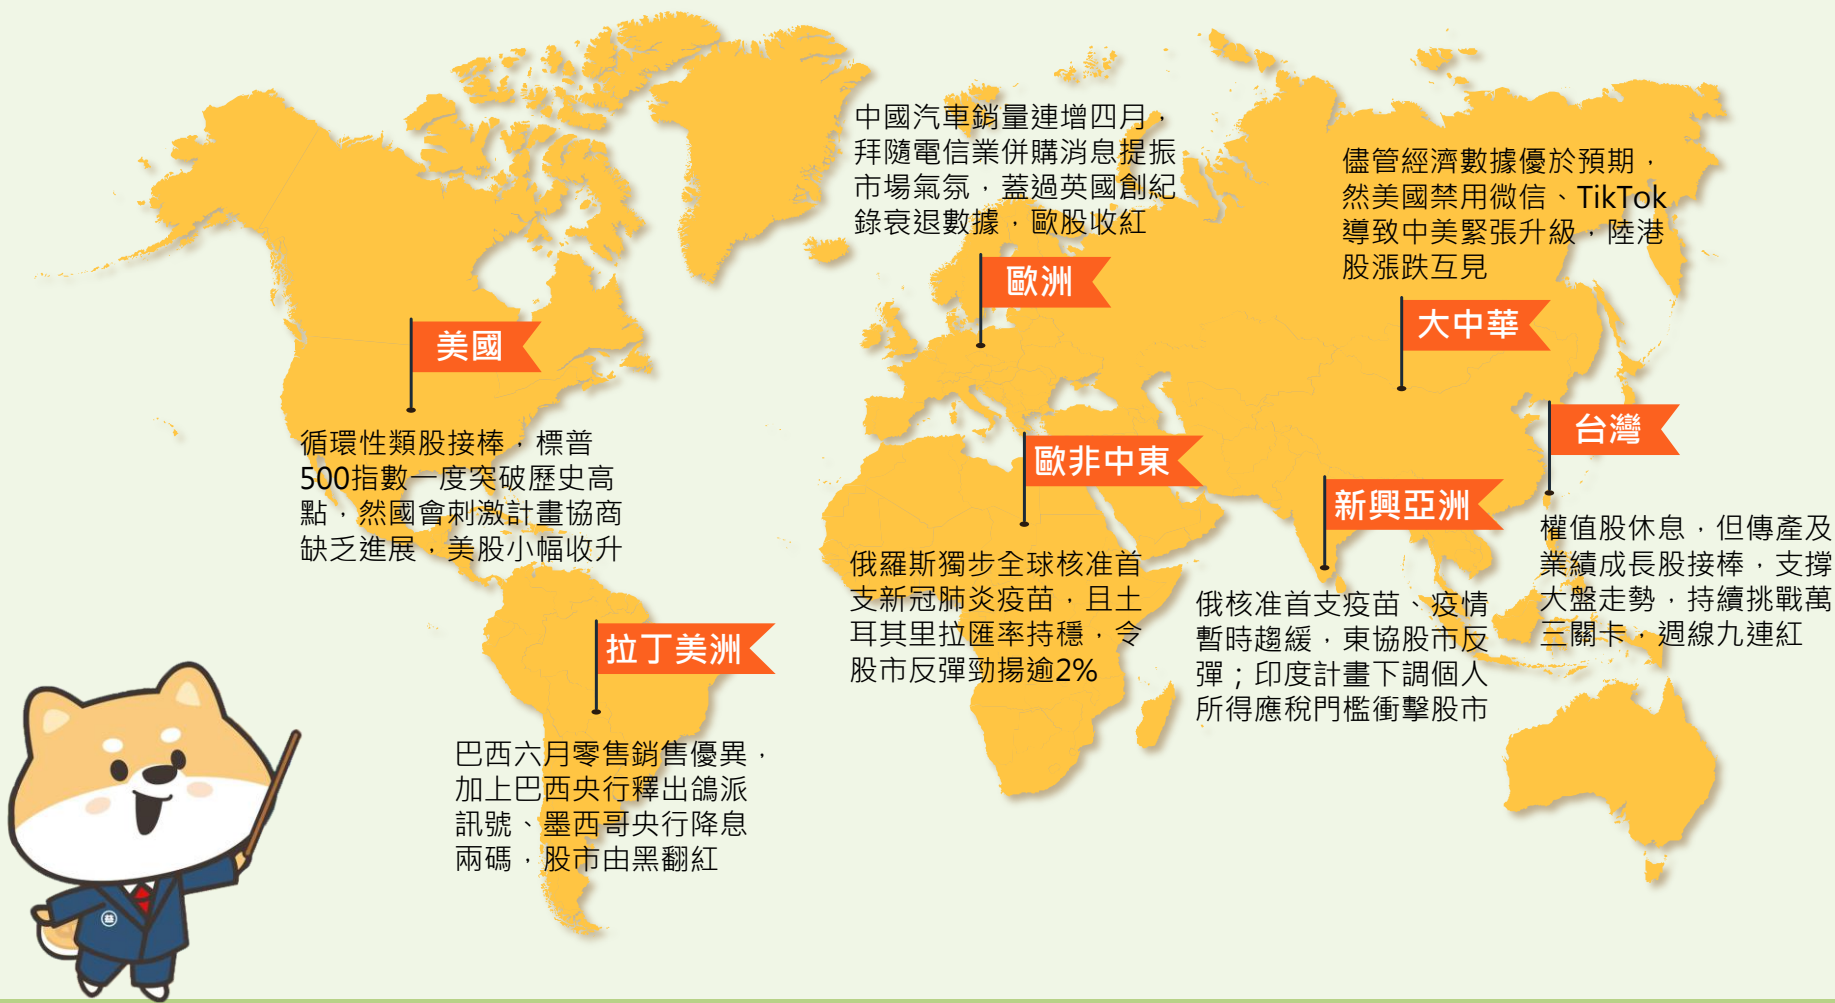 美國
循環性類股接棒，標普
500指數一度突破歷史高
點，然國會刺激計畫協商
缺乏進展，美股小幅收升
拉丁美洲
巴西六月零售銷售優異，
加上巴西央行釋出鴿派
訊號、墨西哥央行降息
兩碼，股市由黑翻紅
中國汽車銷量連增四月，
拜隨電信業併購消息提振
市場氣氛，蓋過英國創紀
錄衰退數據，歐股收紅
歐洲
歐非中東
俄羅斯獨步全球核准首
支新冠肺炎疫苗，且土
耳其里拉匯率持穩，令
股市反彈勁揚逾2%
儘管經濟數據優於預期，
然美國禁用微信、TikTok
導致中美緊張升級，陸港
股漲跌互見
大中華
新興亞洲
俄核准首支疫苗、疫情
暫時趨緩，東協股市反
彈；印度計畫下調個人
所得應稅門檻衝擊股市
台灣
權值股休息，但傳產及
業績成長股接棒，支撐
大盤走勢，持續挑戰萬
三關卡，週線九連紅